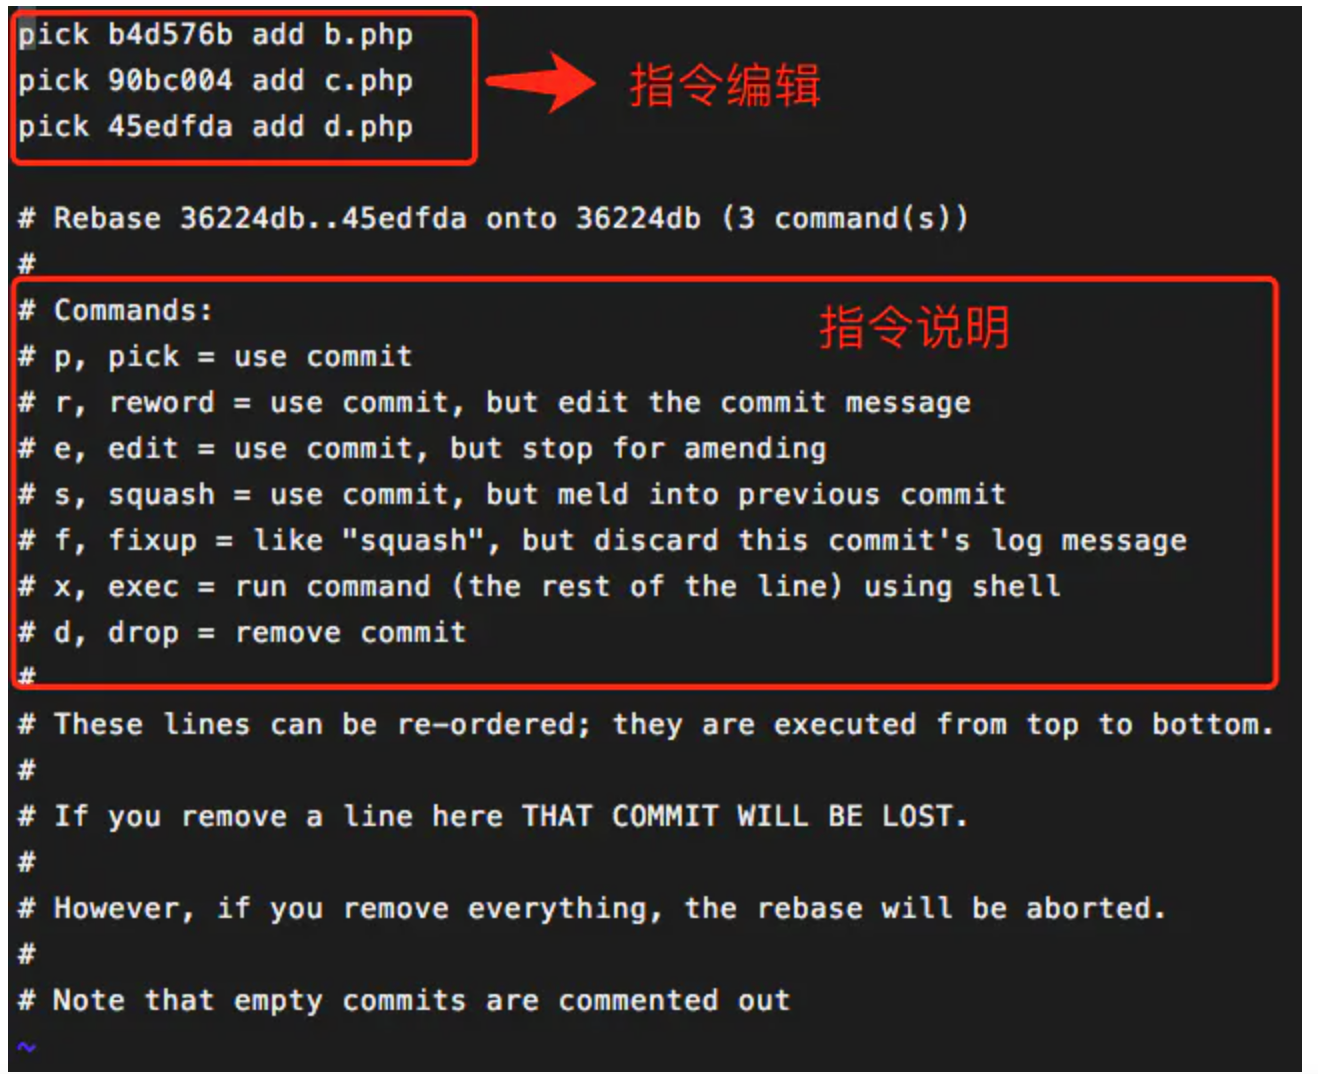 pick b4d576b add b.php
pick 90bc004 add c.php
pick 45edfda add d.php
指令编辑
# Rebase 36224db..45edfda onto 36224db (3 command(s))
#
# Commands:
指令说明
# p, pick = use commit
# r, reword = use commit, but edit the commit message
# e, edit = use commit, but stop for amending
# s, squash = use commit, but meld into previous commit
# f, fixup = like "squash", but discard this commit's log message
# x, exec = run command (the rest of the line) using shell
# d, drop = remove commit
#
# These lines can be re-ordered; they are executed from top to bottom.
#
# If you remove a line here THAT COMMIT WILL BE LOST.
#
# However, if you remove everything, the rebase will be aborted.
#
# Note that empty commits are commented out
~